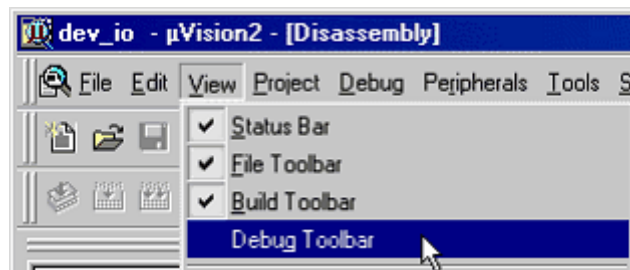 dev_io - µVision2 - [Disassembly]
File Edit View Project Debug Peripherals Tools S
Status Bar
File Toolbar
Build Toolbar
Debug Toolbar